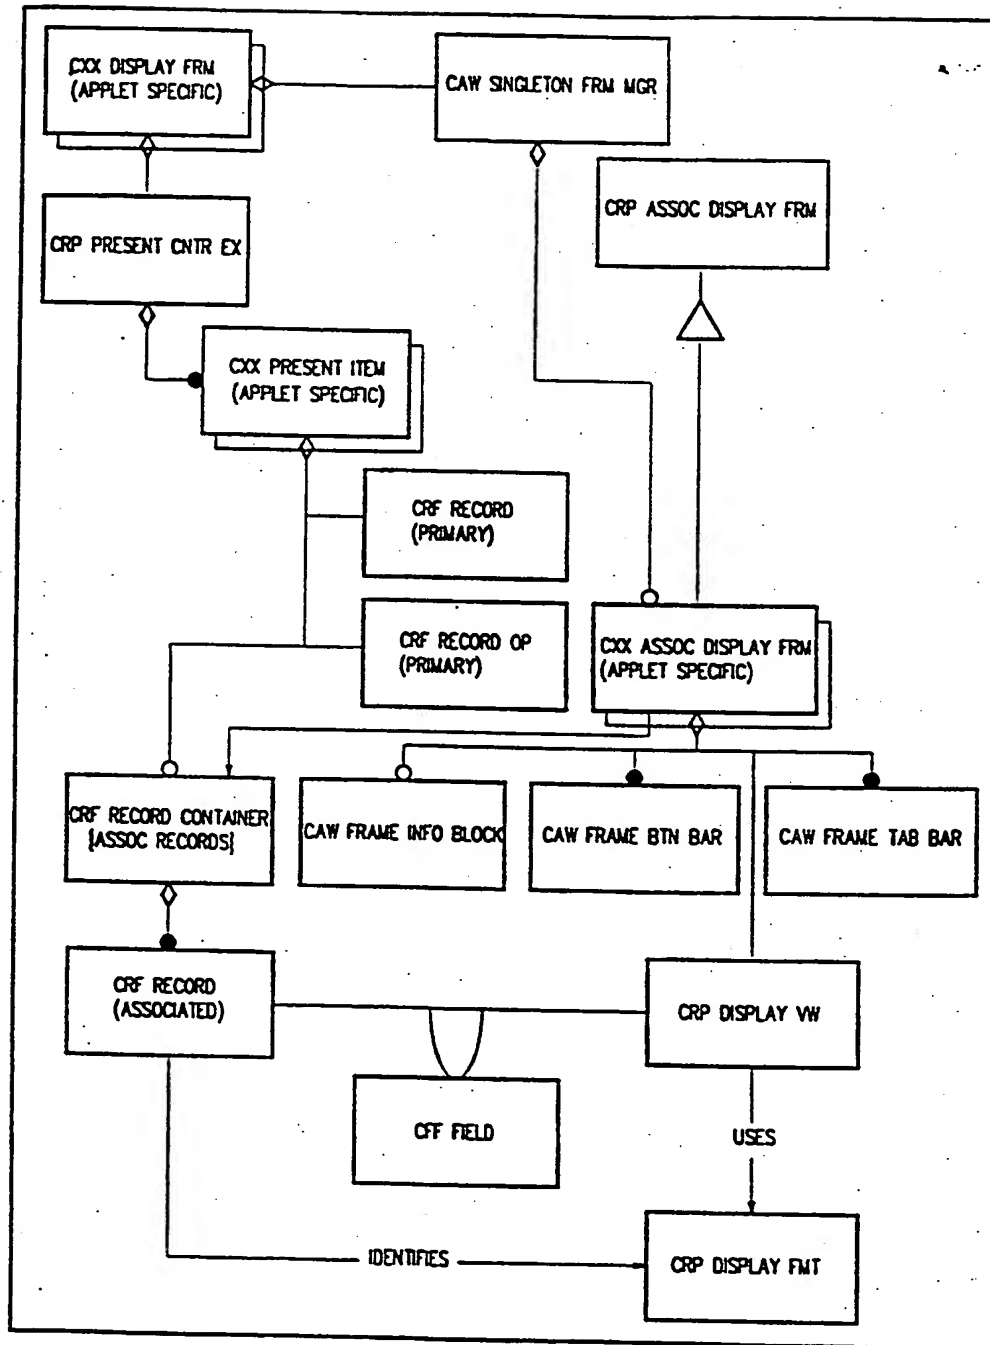 CXX DISPLAY FRM
(APPLET SPECIFIC)
CAW SINGLETON FRM MGR
CRP ASSOC DISPLAY FRM
CRP PRESENT CNTR EX
CXX PRESENT ITEM
(APPLET SPECIFIC)
CRF RECORD
(PRIMARY)
CRF RECORD OP
(PRIMARY)
CXX ASSOC DISPLAY FRM
(APPLET SPECIFIC)
CRF RECORD CONTAINER
{ASSOC RECORDS}
CAW FRAME INFO BLOCK
CAW FRAME BTN BAR
CAW FRAME TAB BAR
CRF RECORD
(ASSOCIATED)
CRP DISPLAY VW
CFF FIELD
USES
IDENTIFIES
CRP DISPLAY FMT